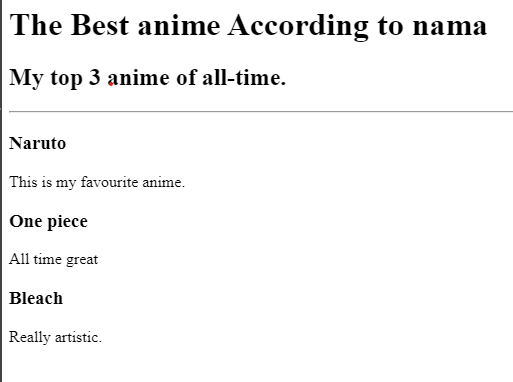 The Best anime According to nama
My top 3 anime of all-time.
Naruto
This is my favourite anime.
One piece
All time great
Bleach
Really artistic.